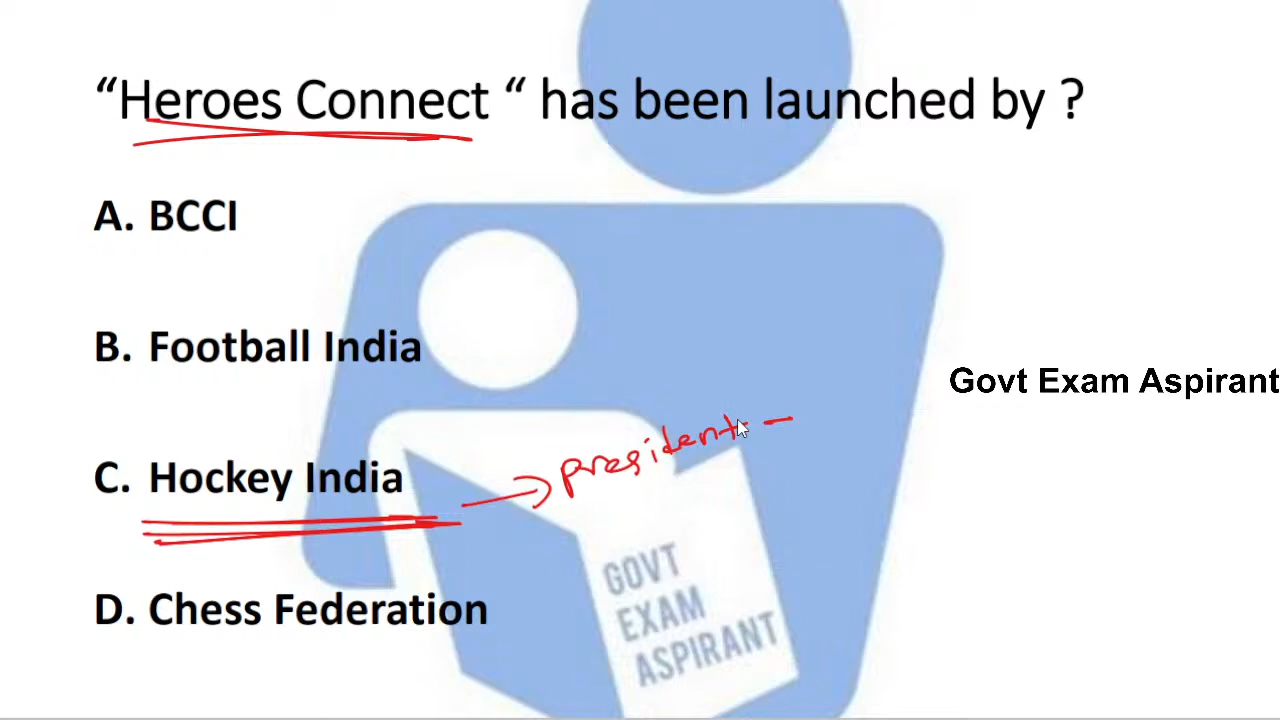 “Heroes Connect “ has been launched by ?
A. BCCI
B. Football India
Govt Exam Aspirant
president -
C. Hockey India
GOVT
EXAM
ASPIRANT
D. Chess Federation